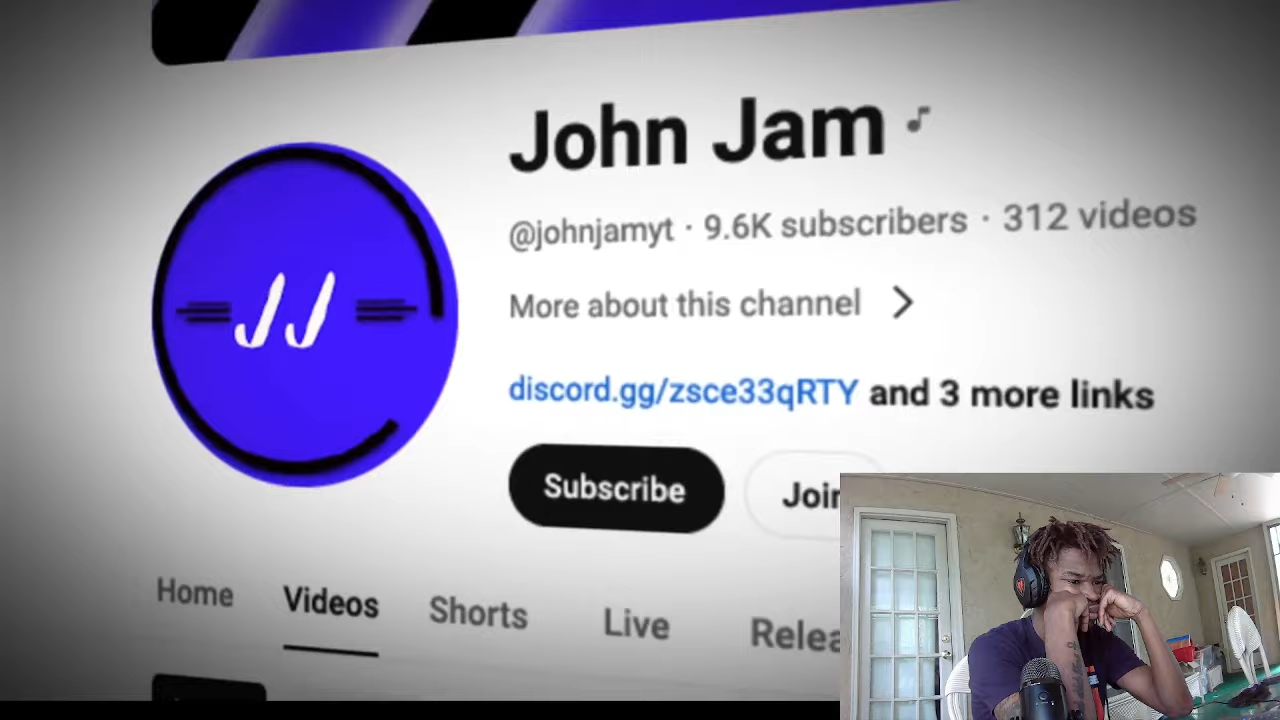 John Jam
@johnjamyt · 9.6K subscribers · 312 videos
More about this channel
discord.gg/zsce33qRTY and 3 more links
JJ
Subscribe
Home Videos Shorts Live